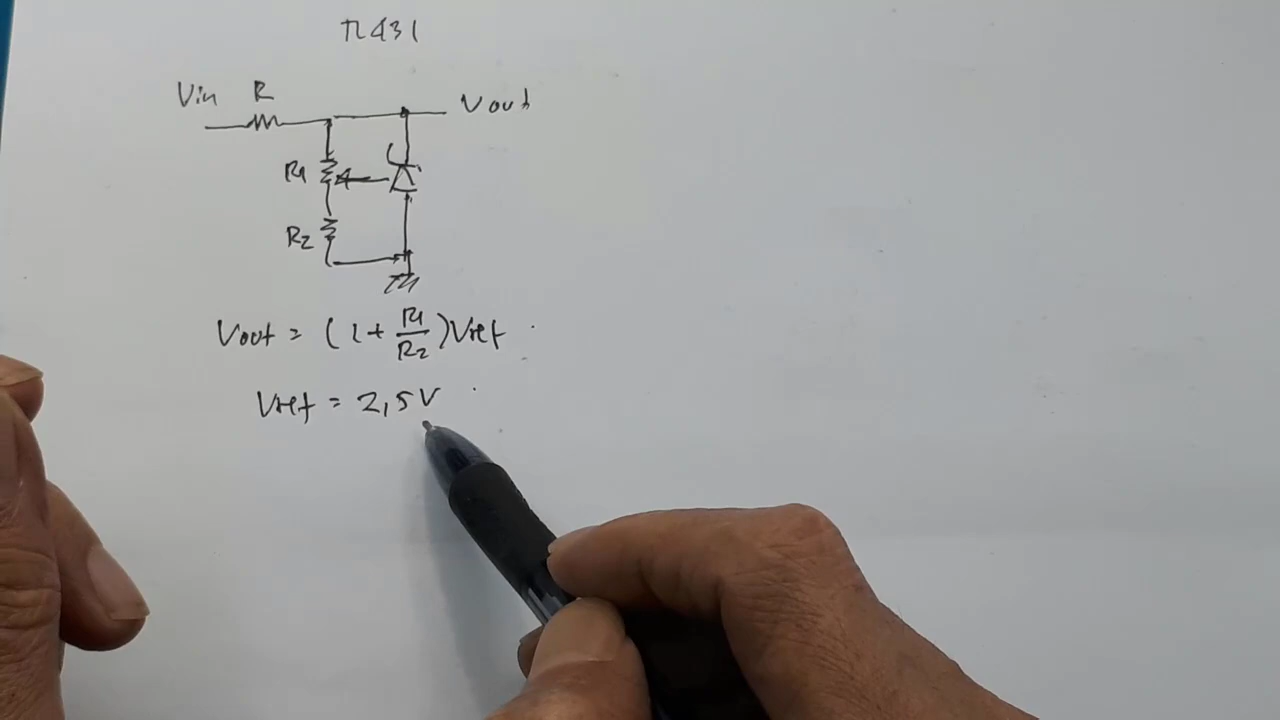 TL431
Vin R Vout
R1
R2
Vout = (1 + R1/R2) Vref
Vref = 2,5V